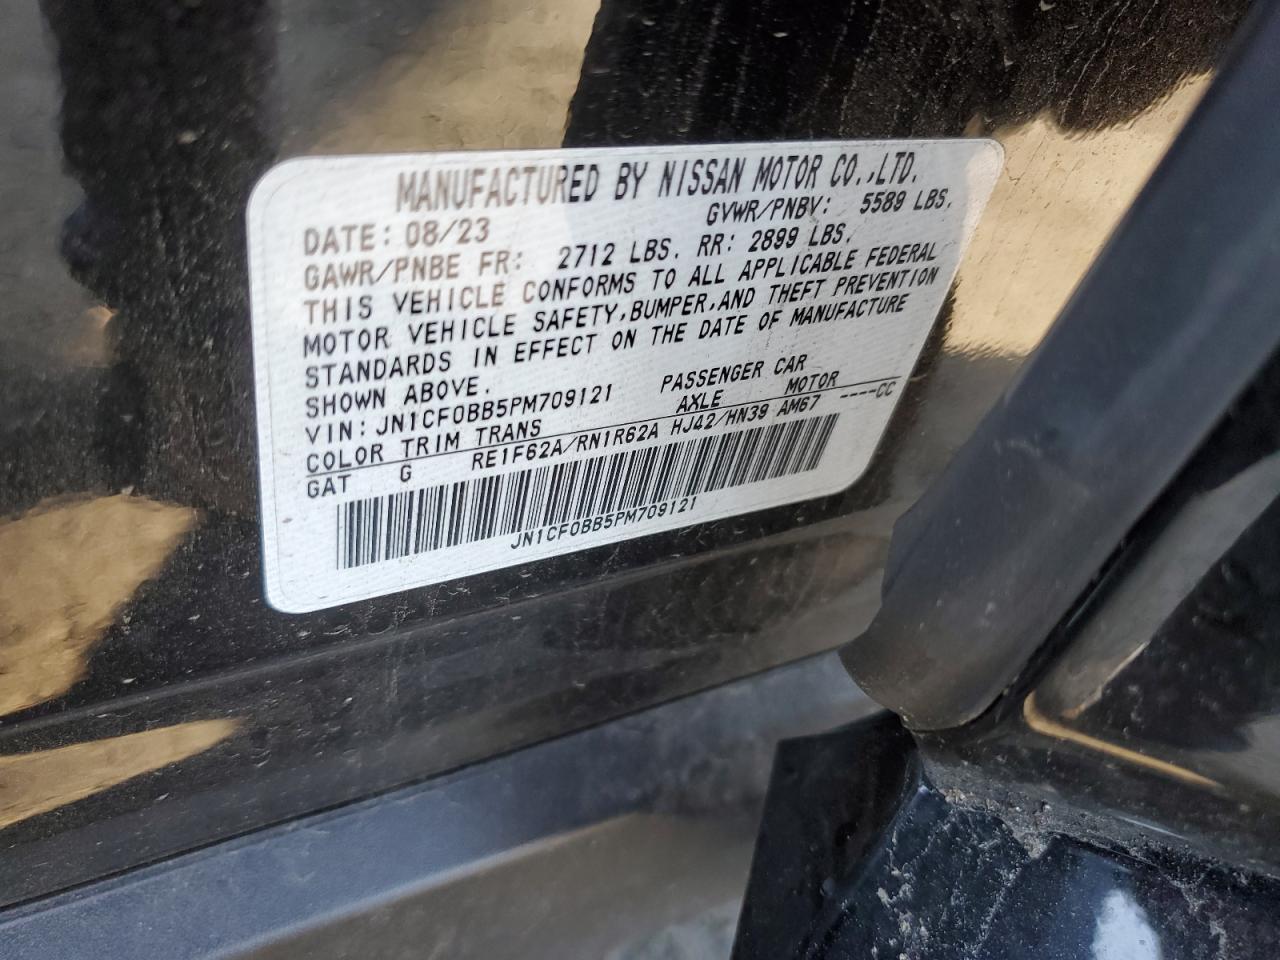 MANUFACTURED BY NISSAN MOTOR CO.,LTD.
DATE: 08/23 GVWR/PNBV: 5589 LBS.
GAWR/PNBE FR: 2712 LBS. RR: 2899 LBS.
THIS VEHICLE CONFORMS TO ALL APPLICABLE FEDERAL
MOTOR VEHICLE SAFETY,BUMPER,AND THEFT PREVENTION
STANDARDS IN EFFECT ON THE DATE OF MANUFACTURE
SHOWN ABOVE.
VIN: JN1CF0BB5PM709121 PASSENGER CAR
COLOR TRIM TRANS AXLE MOTOR
GAT G RE1F62A/RN1R62A HJ42/HN39 AM67 ----CC
JN1CF0BB5PM709121